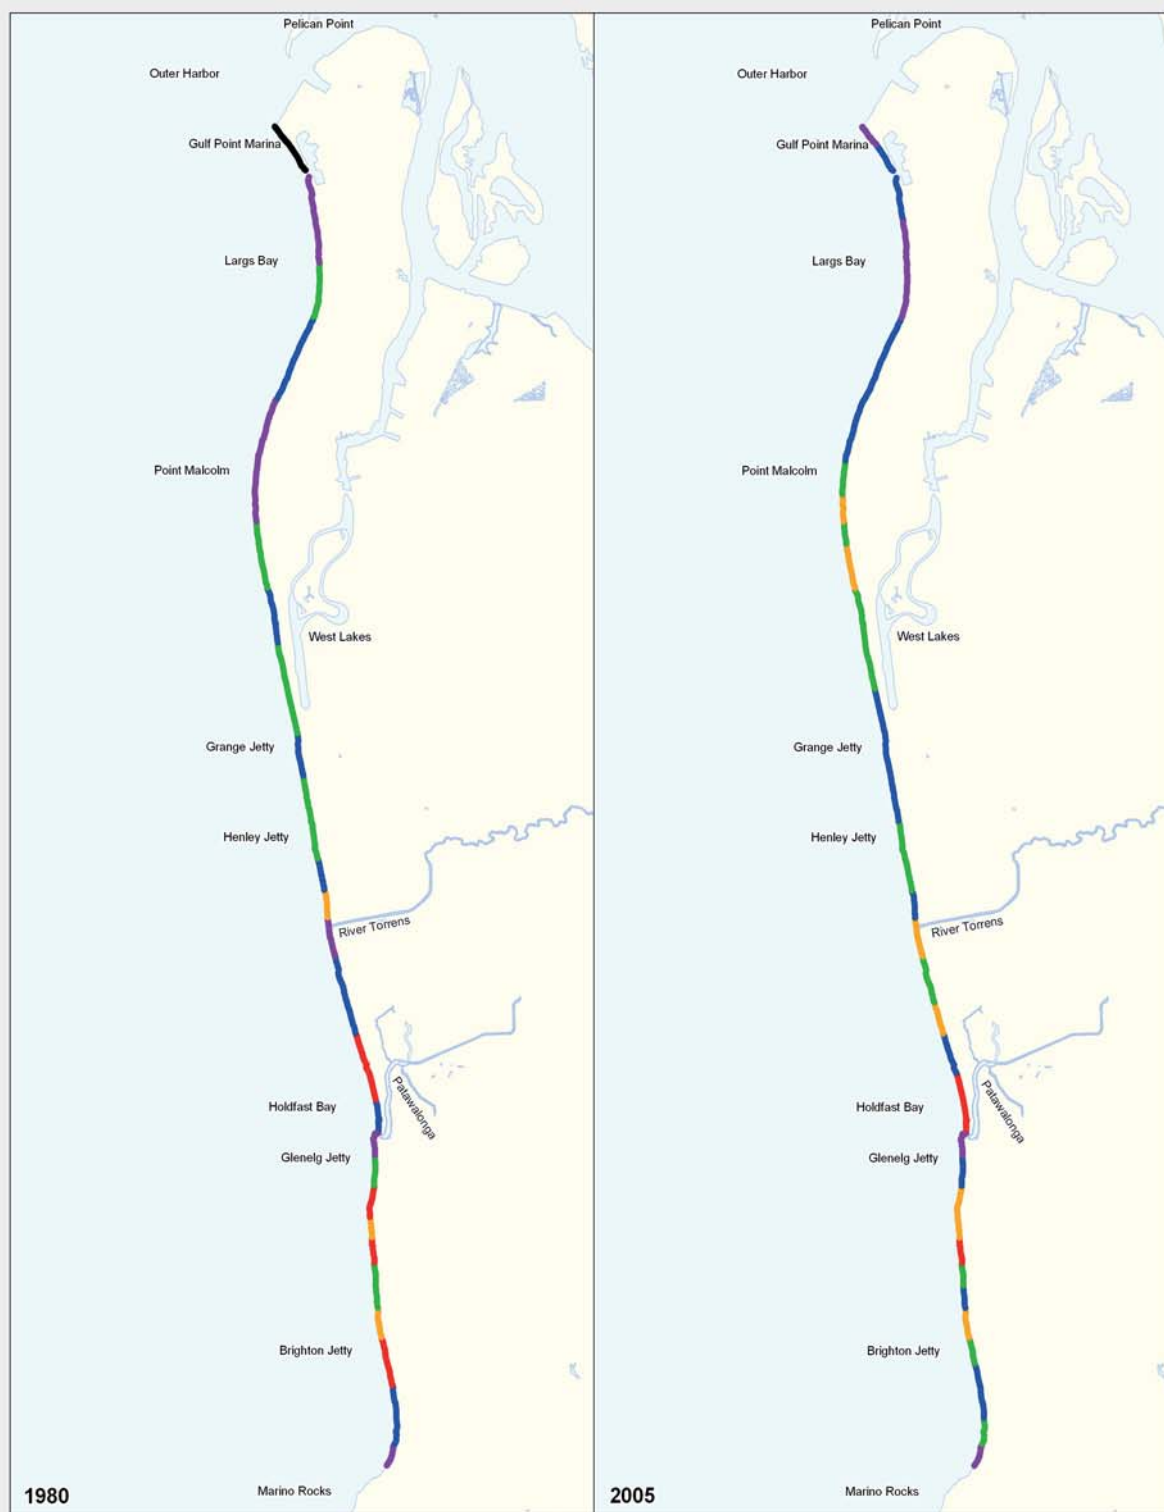 Pelican Point
Outer Harbor
Gulf Point Marina
Largs Bay
Point Malcolm
West Lakes
Grange Jetty
Henley Jetty
River Torrens
Patawalonga
Holdfast Bay
Glenelg Jetty
Brighton Jetty
Marino Rocks
1980
Pelican Point
Outer Harbor
Gulf Point Marina
Largs Bay
Point Malcolm
West Lakes
Grange Jetty
Henley Jetty
River Torrens
Patawalonga
Holdfast Bay
Glenelg Jetty
Brighton Jetty
Marino Rocks
2005